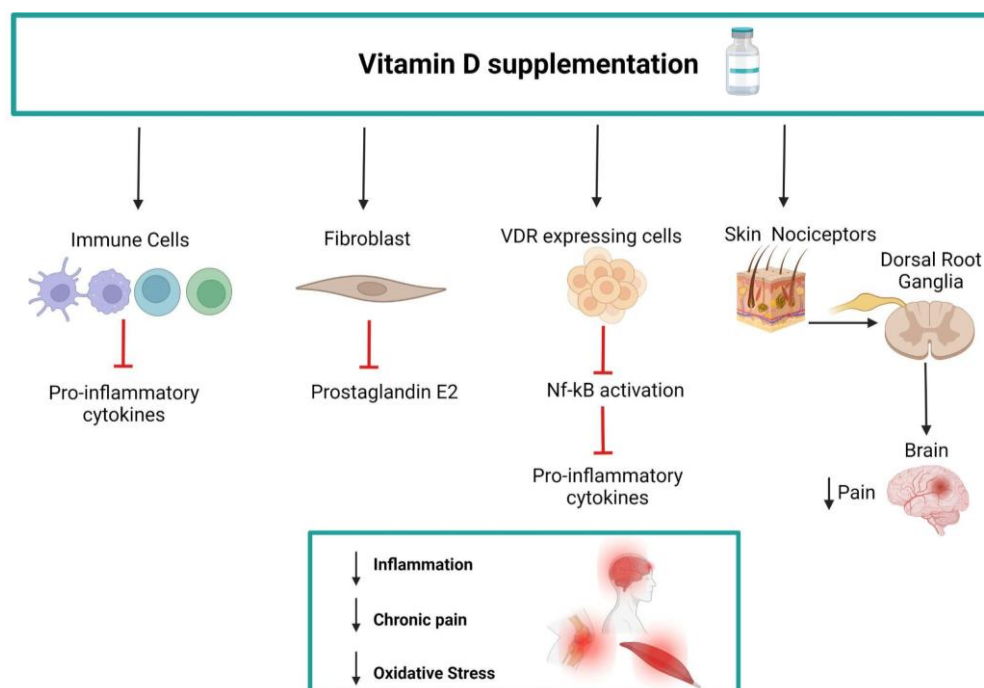 Vitamin D supplementation
Immune Cells
Fibroblast
VDR expressing cells
Skin Nociceptors
Dorsal Root
Ganglia
Pro-inflammatory
cytokines
Prostaglandin E2
Nf-kB activation
Pro-inflammatory
cytokines
Brain
Pain
Inflammation
Chronic pain
Oxidative Stress